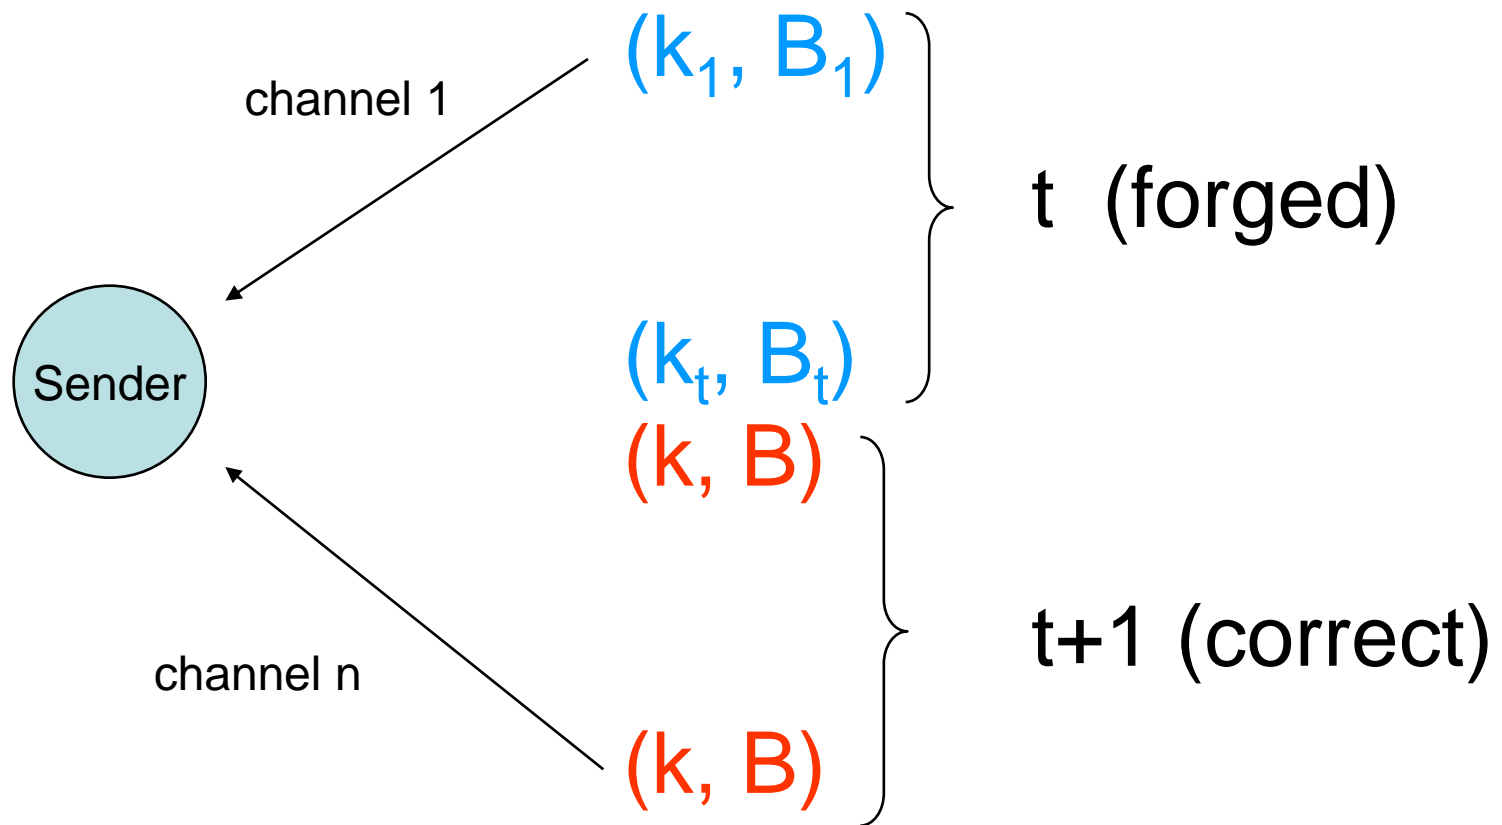 (k₁, B₁)
channel 1
t (forged)
(kₜ, Bₜ)
Sender
(k, B)
t+1 (correct)
channel n
(k, B)